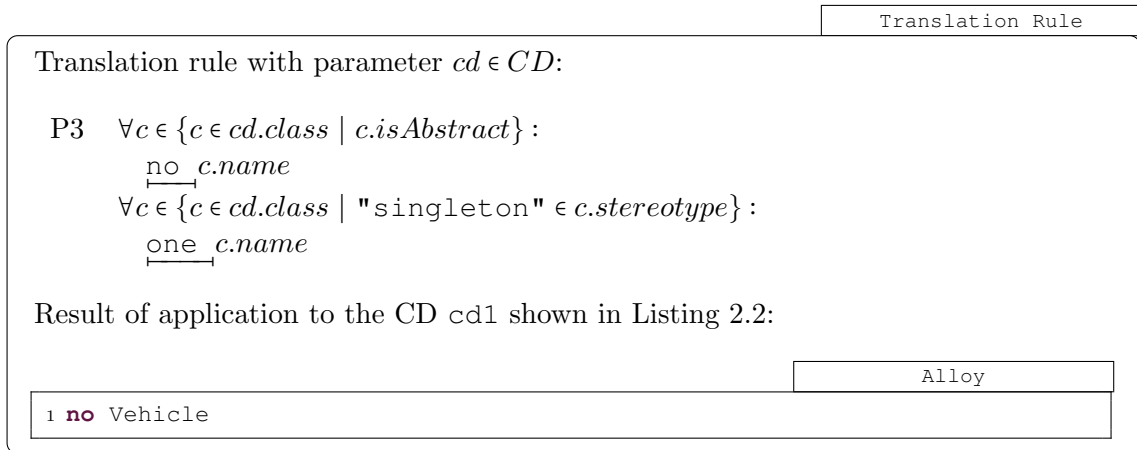 Translation Rule
Translation rule with parameter cd ∈ CD:
P3 ∀c ∈ {c ∈ cd.class | c.isAbstract} :
no c.name
∀c ∈ {c ∈ cd.class | "singleton" ∈ c.stereotype} :
one c.name
Result of application to the CD cd1 shown in Listing 2.2:
Alloy
1 no Vehicle